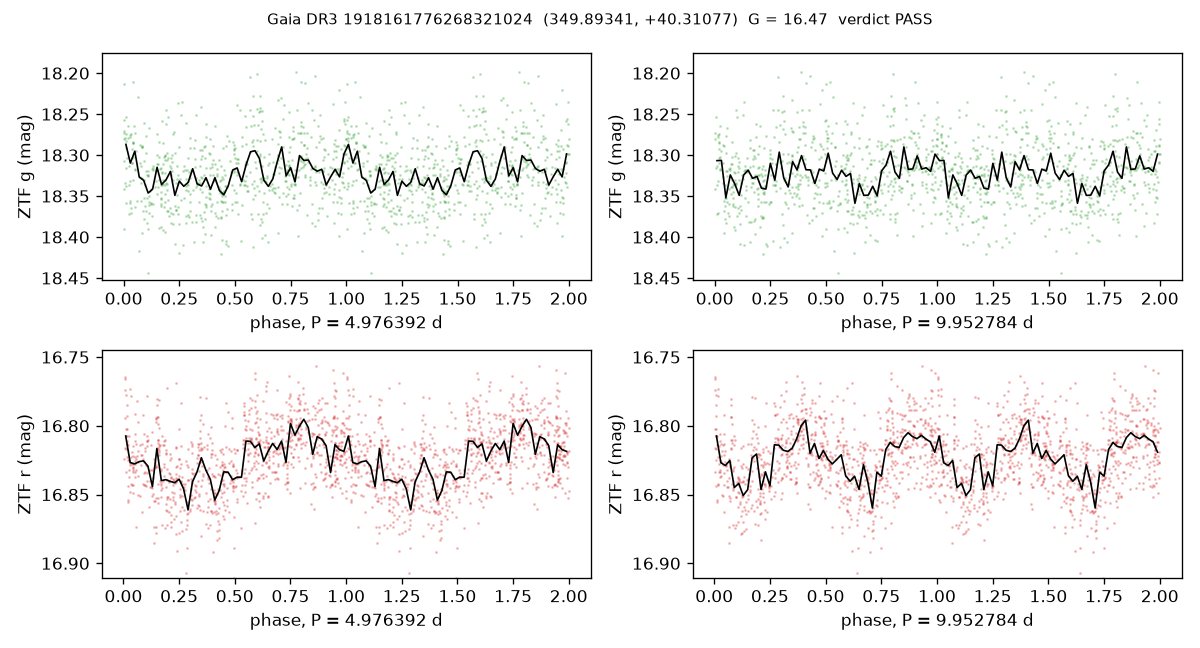 Gaia DR3 1918161776268321024 (349.89341, +40.31077) G = 16.47 verdict PASS
ZTF g (mag)
18.20
18.25
18.30
18.35
18.40
18.45
0.00 0.25 0.50 0.75 1.00 1.25 1.50 1.75 2.00
phase, P = 4.976392 d
ZTF g (mag)
18.20
18.25
18.30
18.35
18.40
18.45
0.00 0.25 0.50 0.75 1.00 1.25 1.50 1.75 2.00
phase, P = 9.952784 d
ZTF r (mag)
16.75
16.80
16.85
16.90
0.00 0.25 0.50 0.75 1.00 1.25 1.50 1.75 2.00
phase, P = 4.976392 d
ZTF r (mag)
16.75
16.80
16.85
16.90
0.00 0.25 0.50 0.75 1.00 1.25 1.50 1.75 2.00
phase, P = 9.952784 d